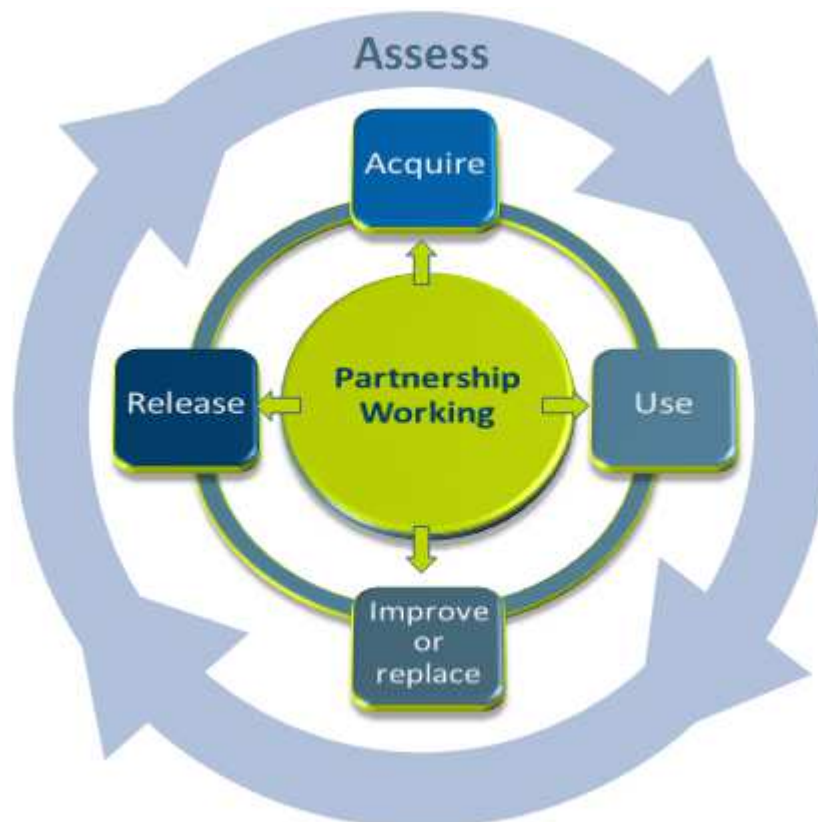 Assess
Acquire
Partnership
Working
Release
Use
Improve
or
replace